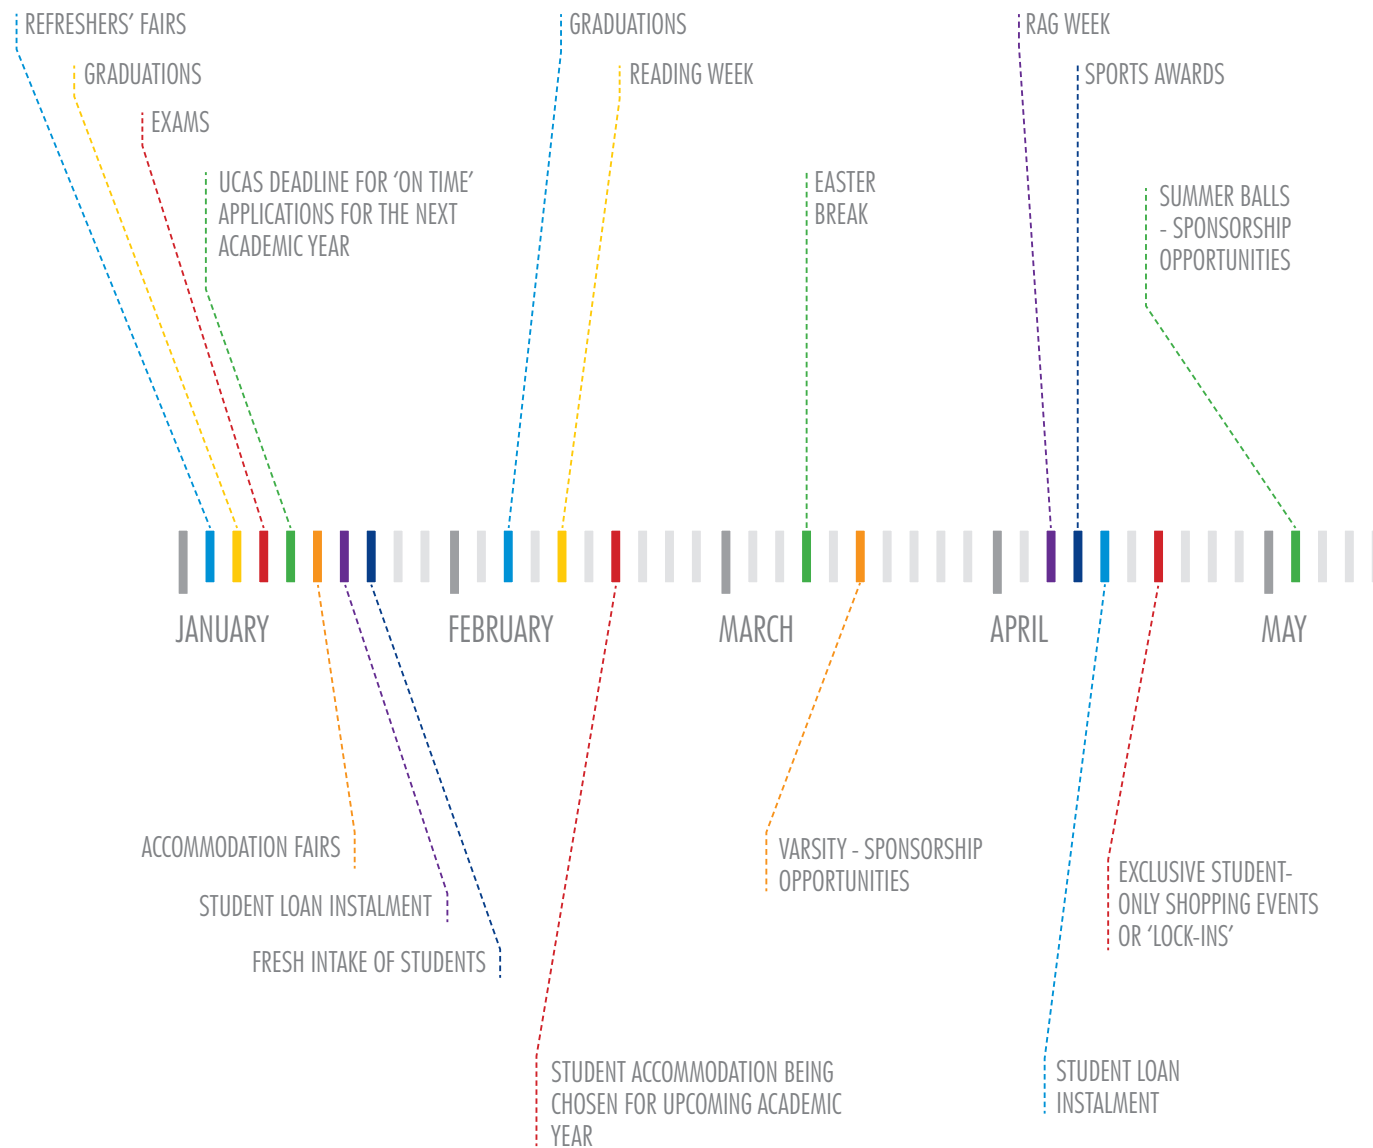 REFRESHERS’ FAIRS
GRADUATIONS
EXAMS
UCAS DEADLINE FOR ‘ON TIME’
APPLICATIONS FOR THE NEXT
ACADEMIC YEAR
GRADUATIONS
READING WEEK
EASTER
BREAK
RAG WEEK
SPORTS AWARDS
SUMMER BALLS
- SPONSORSHIP
OPPORTUNITIES
JANUARY
FEBRUARY
MARCH
APRIL
MAY
ACCOMMODATION FAIRS
STUDENT LOAN INSTALMENT
FRESH INTAKE OF STUDENTS
STUDENT ACCOMMODATION BEING
CHOSEN FOR UPCOMING ACADEMIC
YEAR
VARSITY - SPONSORSHIP
OPPORTUNITIES
EXCLUSIVE STUDENT-
ONLY SHOPPING EVENTS
OR ‘LOCK-INS’
STUDENT LOAN
INSTALMENT